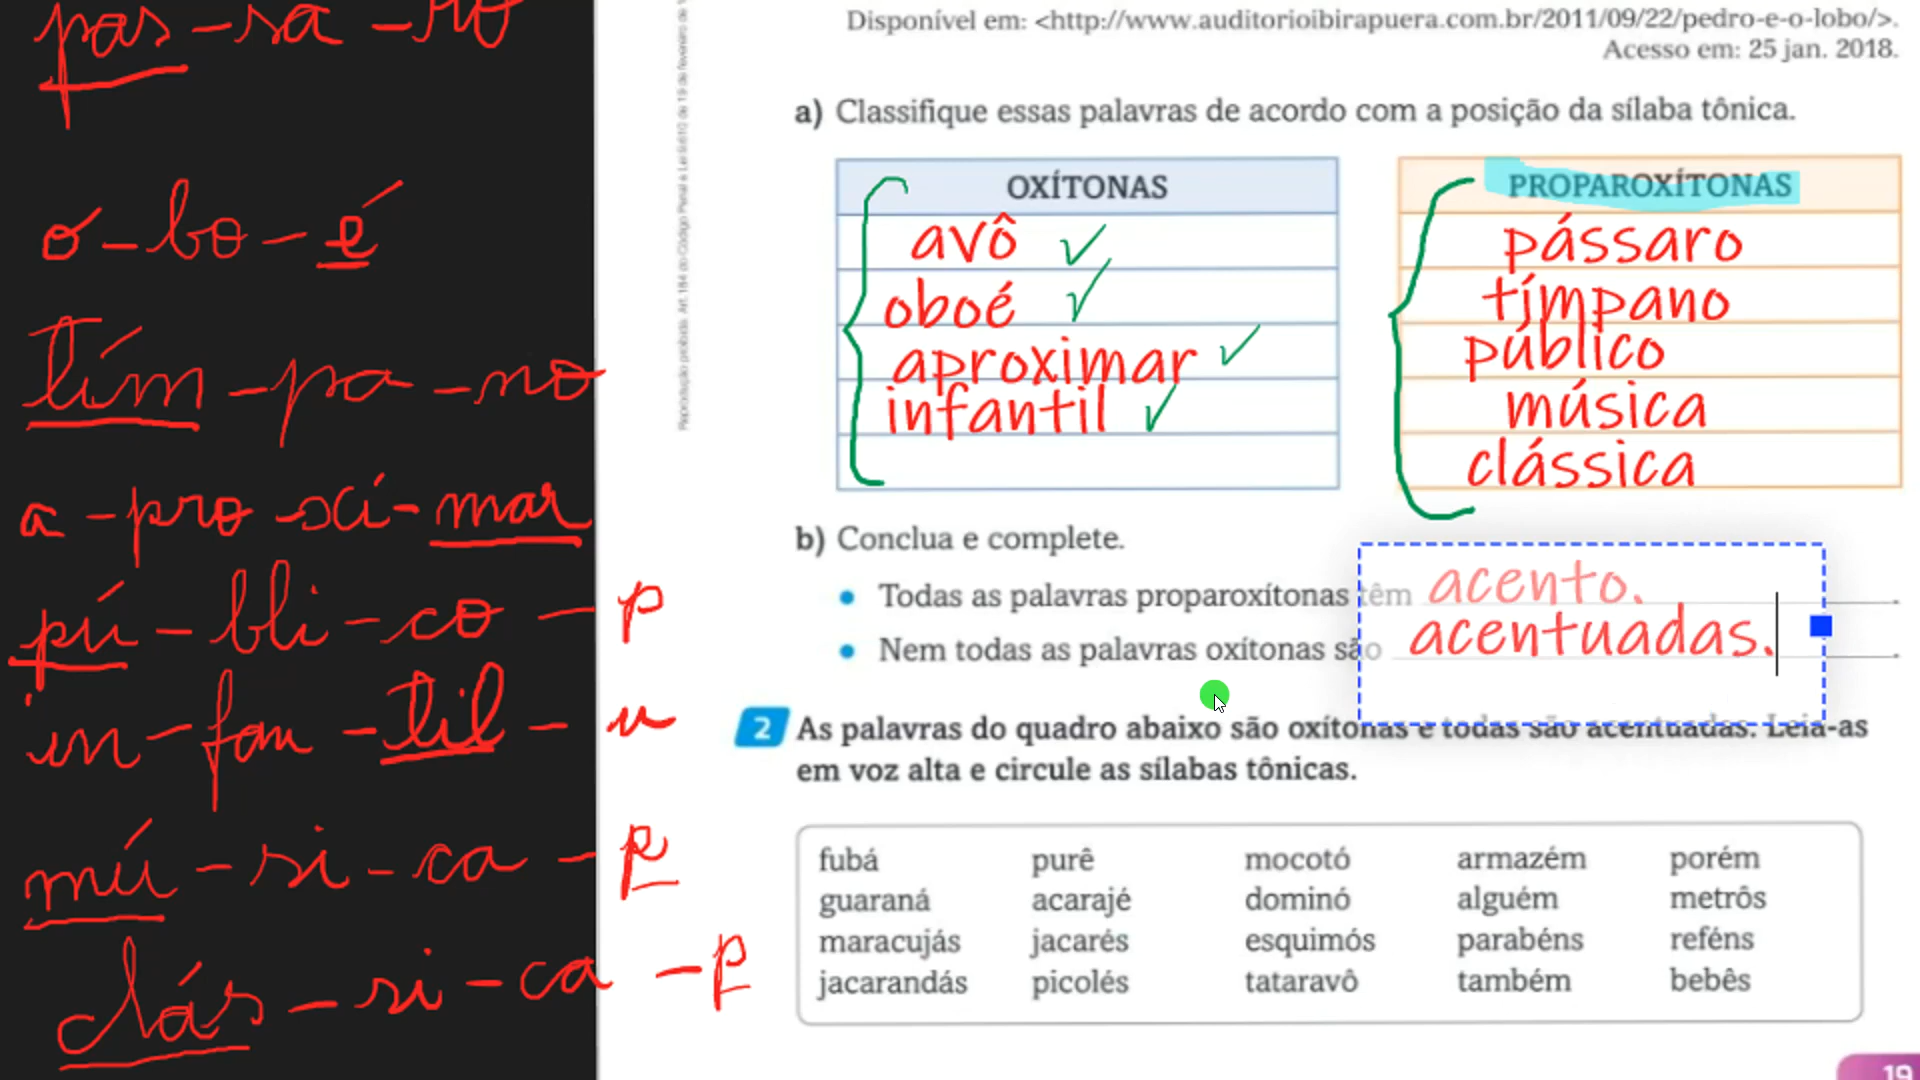 pas-sa-ro
o-bo-é
tím-pa-no
a-pro-xi-mar
pú-bli-co-p
in-fan-til-
mú-si-ca-p
clás-si-ca-p
Disponível em: <http://www.auditorioibirapuera.com.br/2011/09/22/pedro-e-o-lobo/>.
Acesso em: 25 jan. 2018.
a) Classifique essas palavras de acordo com a posição da sílaba tônica.
OXÍTONAS
avô
oboé
aproximar
infantil
PROPAROXÍTONAS
pássaro
tímpano
público
música
clássica
b) Conclua e complete.
• Todas as palavras proparoxítonas têm acento.
• Nem todas as palavras oxítonas são acentuadas.
2 As palavras do quadro abaixo são oxítonas e todas são acentuadas. Leia-as
em voz alta e circule as sílabas tônicas.
fubá purê mocotó armazém porém
guaraná acarajé dominó alguém metrôs
maracujás jacarés esquimós parabéns reféns
jacarandás picolés tataravô também bebês
19